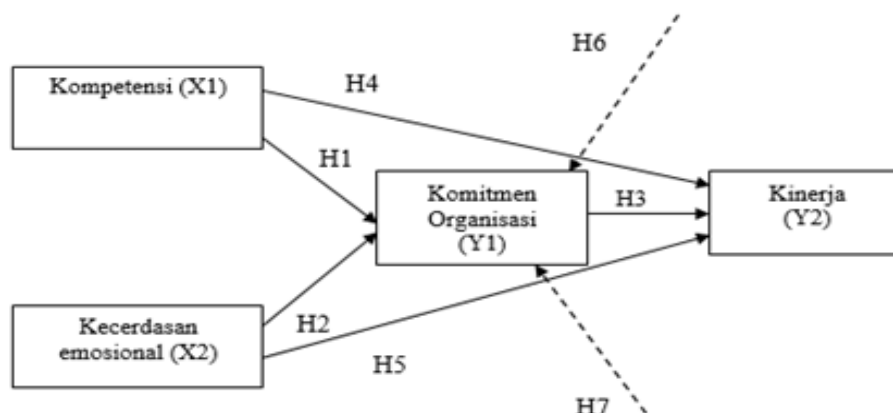 H6
Kompetensi (X1)
H4
H1
Komitmen
Organisasi
(Y1)
H3
Kinerja
(Y2)
Kecerdasan
emosional (X2)
H2
H5
H7